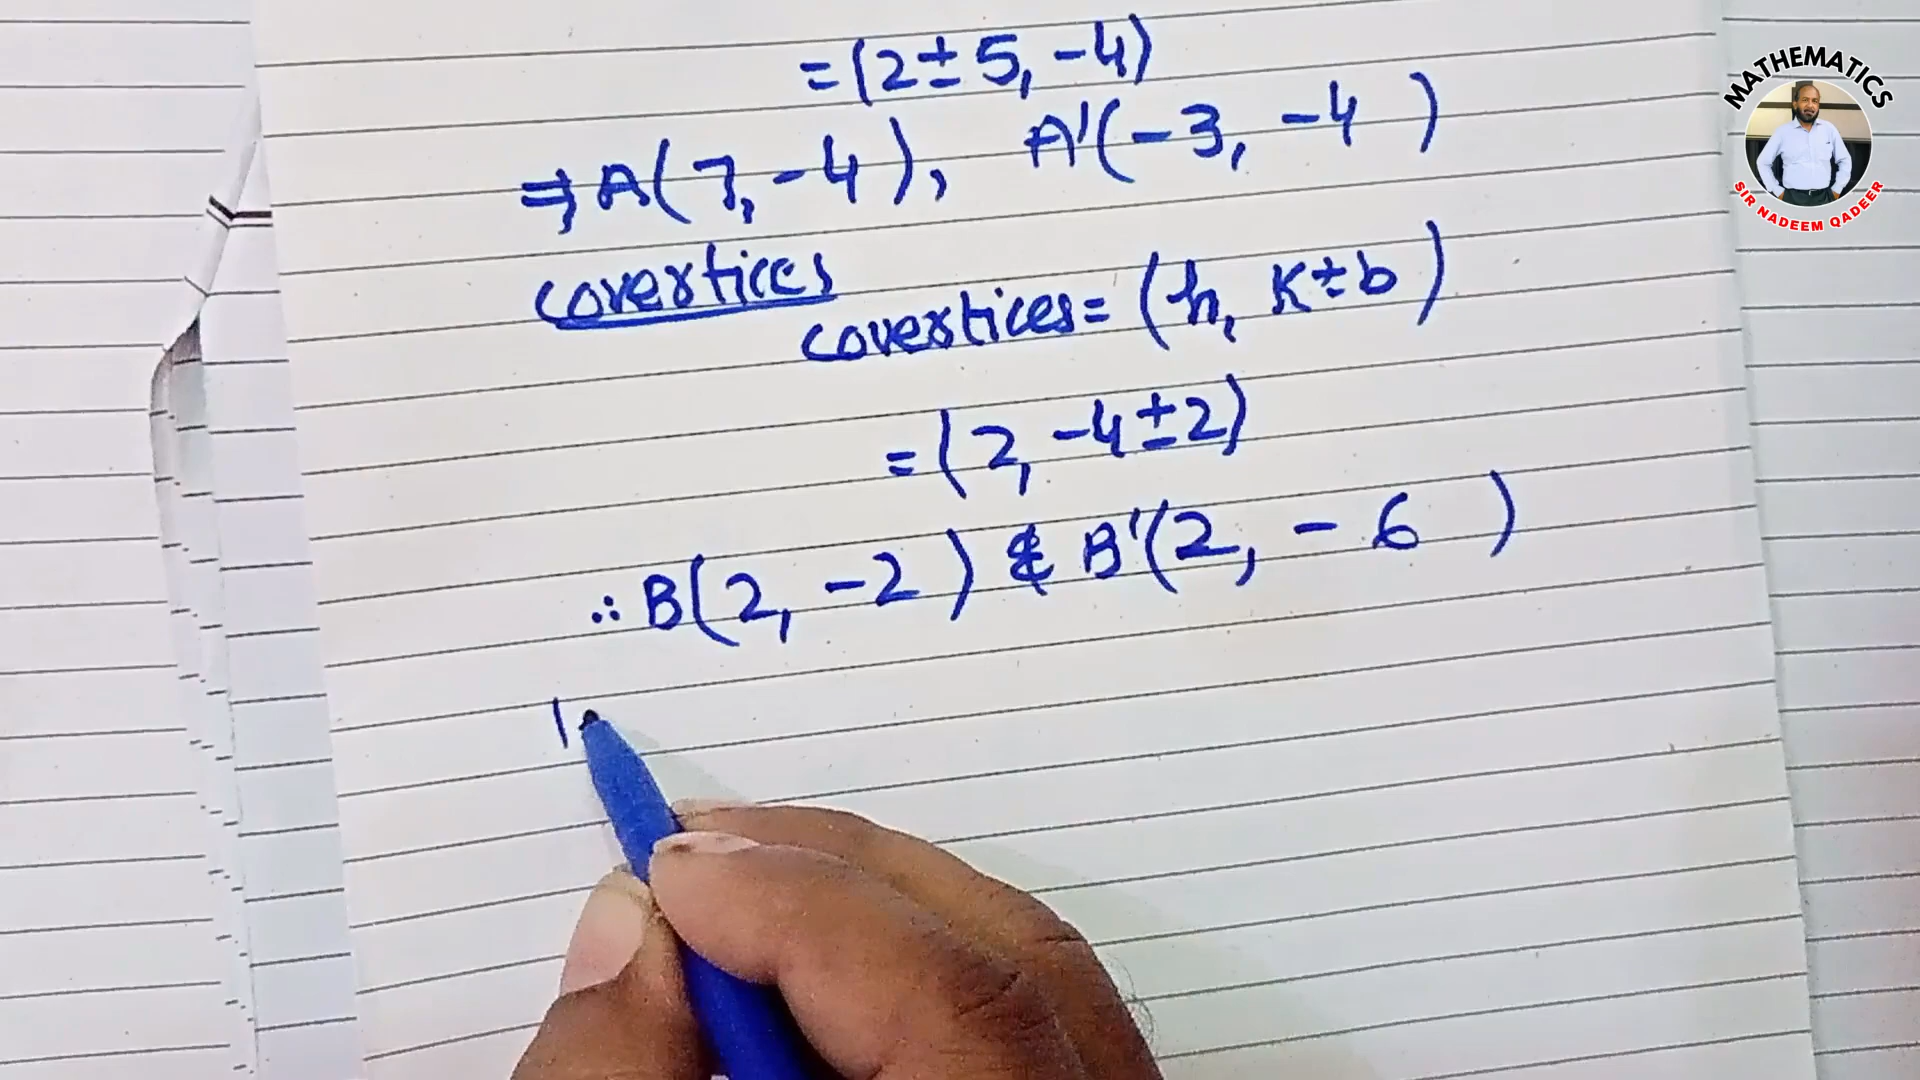 = (2 ± 5, -4)
⇒ A(7, -4), A'(-3, -4)
covertices
covertices = (h, K ± b)
= (2, -4 ± 2)
∴ B(2, -2) & B'(2, -6)
MATHEMATICS
SIR NADEEM QADEER